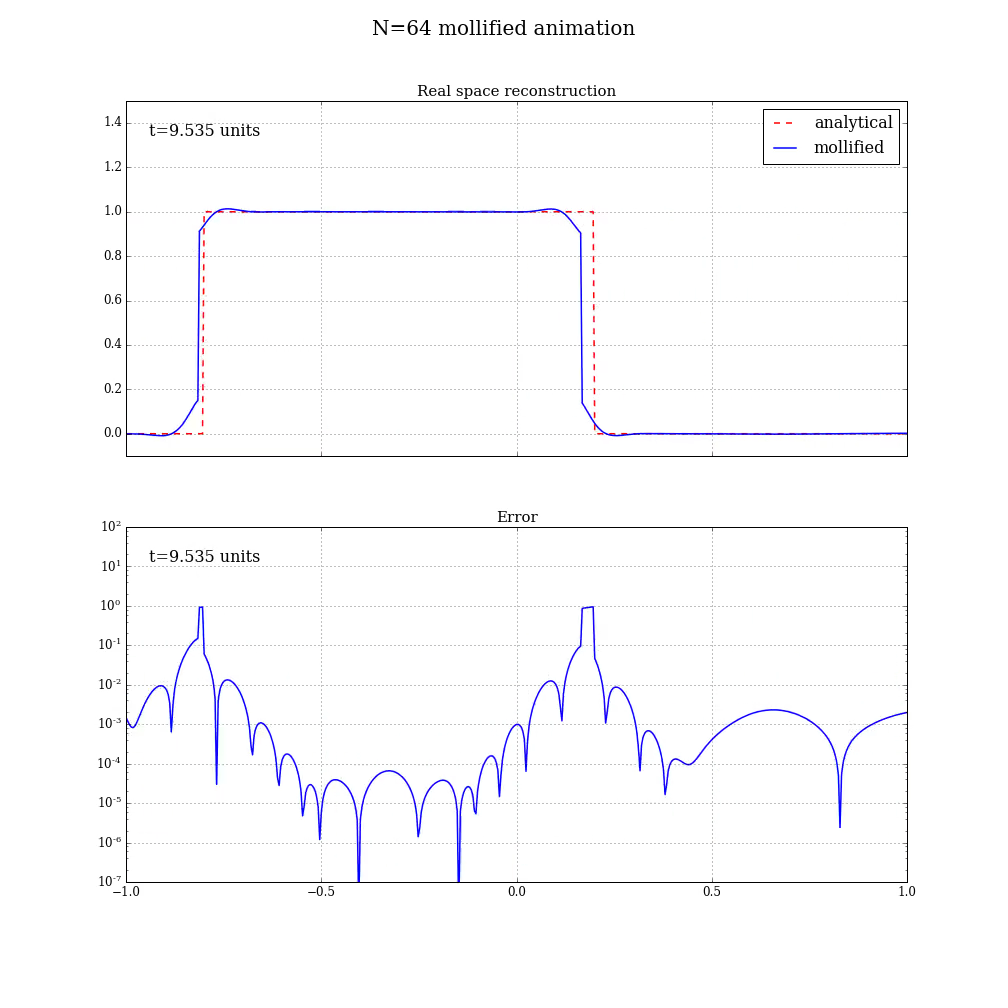 N=64 mollified animation
Real space reconstruction
t=9.535 units
analytical
mollified
1.4
1.2
1.0
0.8
0.6
0.4
0.2
0.0
Error
t=9.535 units
10²
10¹
10⁰
10⁻¹
10⁻²
10⁻³
10⁻⁴
10⁻⁵
10⁻⁶
10⁻⁷
−1.0 −0.5 0.0 0.5 1.0